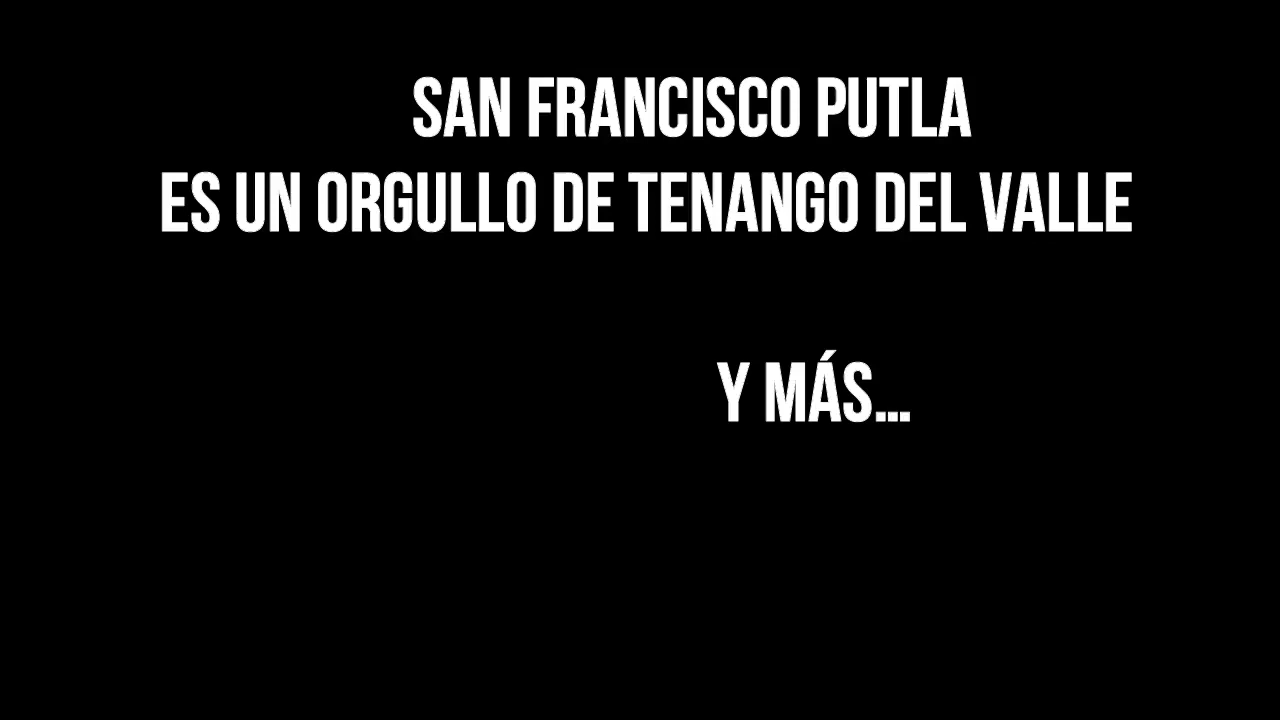 SAN FRANCISCO PUTLA
ES UN ORGULLO DE TENANGO DEL VALLE
Y MÁS...